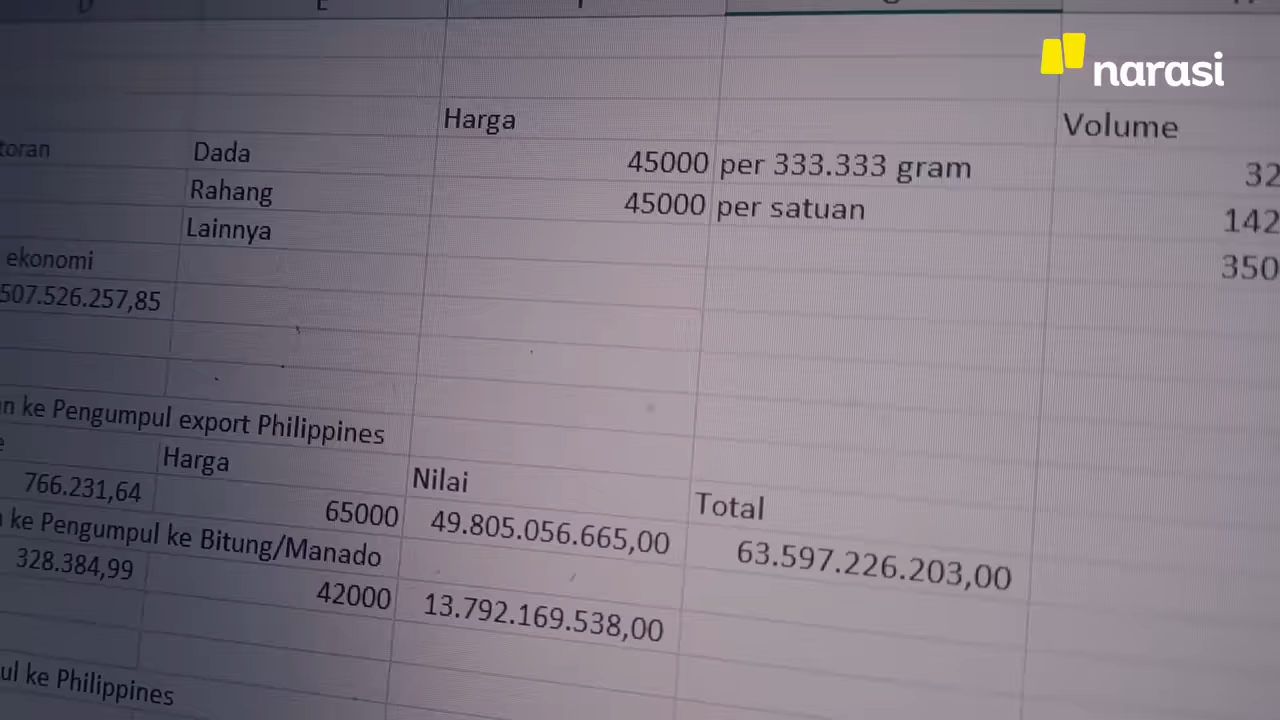 narasi
Harga Volume
toran Dada 45000 per 333.333 gram 32
Rahang 45000 per satuan 142
Lainnya 350
ekonomi
507.526.257,85
n ke Pengumpul export Philippines
e Harga Nilai Total
766.231,64 65000 49.805.056.665,00 63.597.226.203,00
ke Pengumpul ke Bitung/Manado
328.384,99 42000 13.792.169.538,00
ul ke Philippines